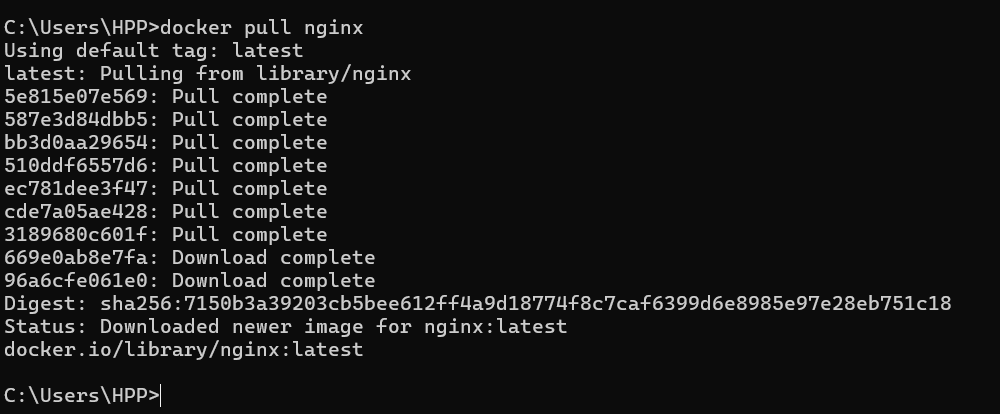 C:\Users\HPP>docker pull nginx
Using default tag: latest
latest: Pulling from library/nginx
5e815e07e569: Pull complete
587e3d84dbb5: Pull complete
bb3d0aa29654: Pull complete
510ddf6557d6: Pull complete
ec781dee3f47: Pull complete
cde7a05ae428: Pull complete
3189680c601f: Pull complete
669e0ab8e7fa: Download complete
96a6cfe061e0: Download complete
Digest: sha256:7150b3a39203cb5bee612ff4a9d18774f8c7caf6399d6e8985e97e28eb751c18
Status: Downloaded newer image for nginx:latest
docker.io/library/nginx:latest
C:\Users\HPP>